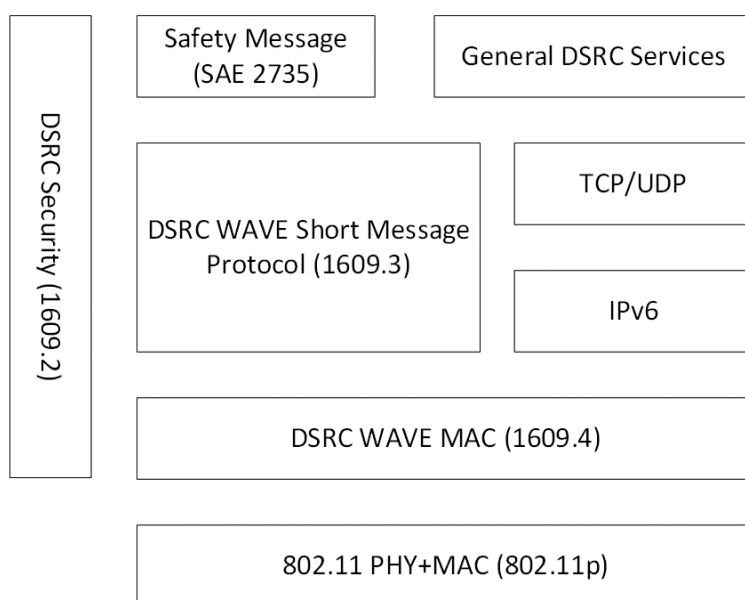 DSRC Security (1609.2)
Safety Message
(SAE 2735)
General DSRC Services
DSRC WAVE Short Message
Protocol (1609.3)
TCP/UDP
IPv6
DSRC WAVE MAC (1609.4)
802.11 PHY+MAC (802.11p)